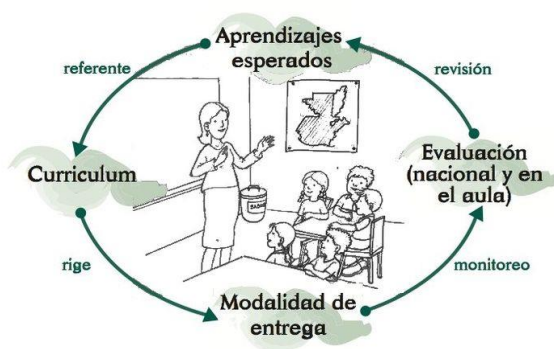 Aprendizajes
esperados
referente
revisión
Curriculum
Evaluación
(nacional y en
el aula)
rige
monitoreo
Modalidad de
entrega